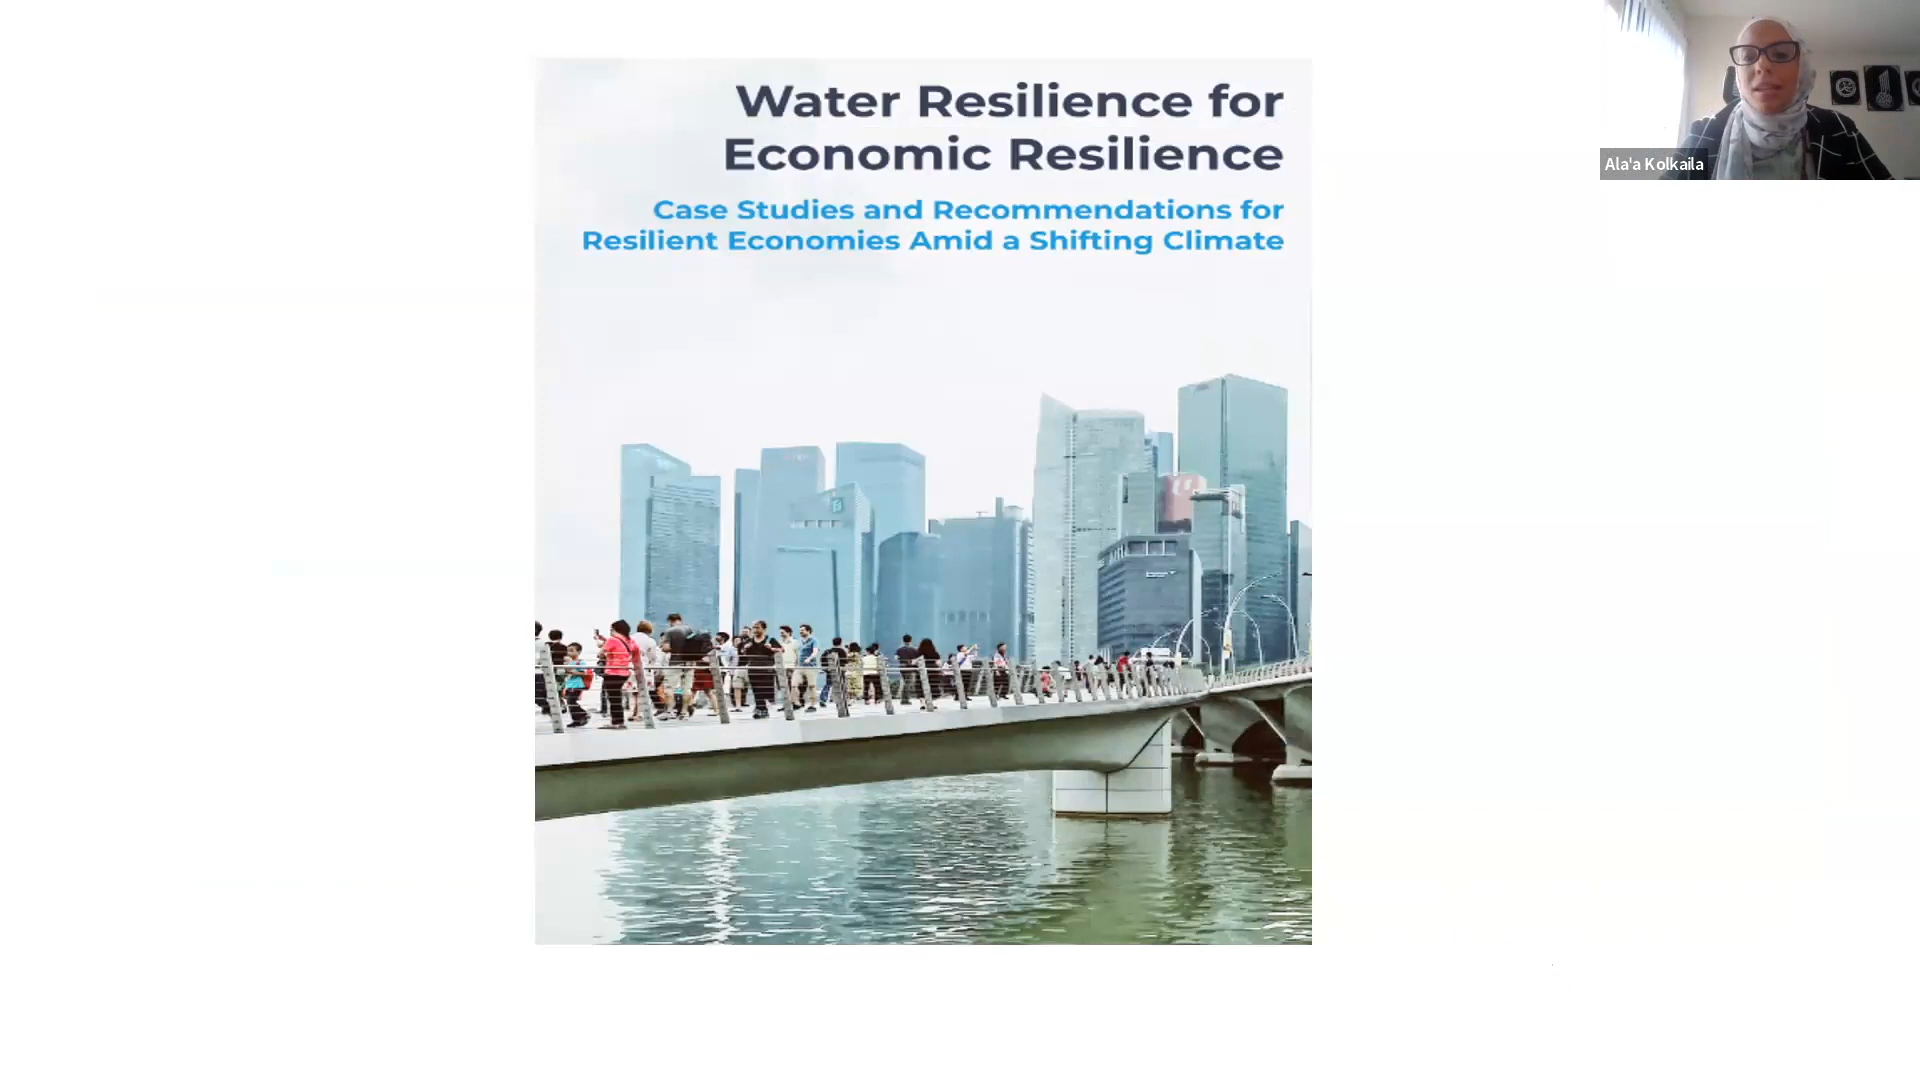 Water Resilience for
Economic Resilience
Case Studies and Recommendations for
Resilient Economies Amid a Shifting Climate
Ala'a Kolkaila